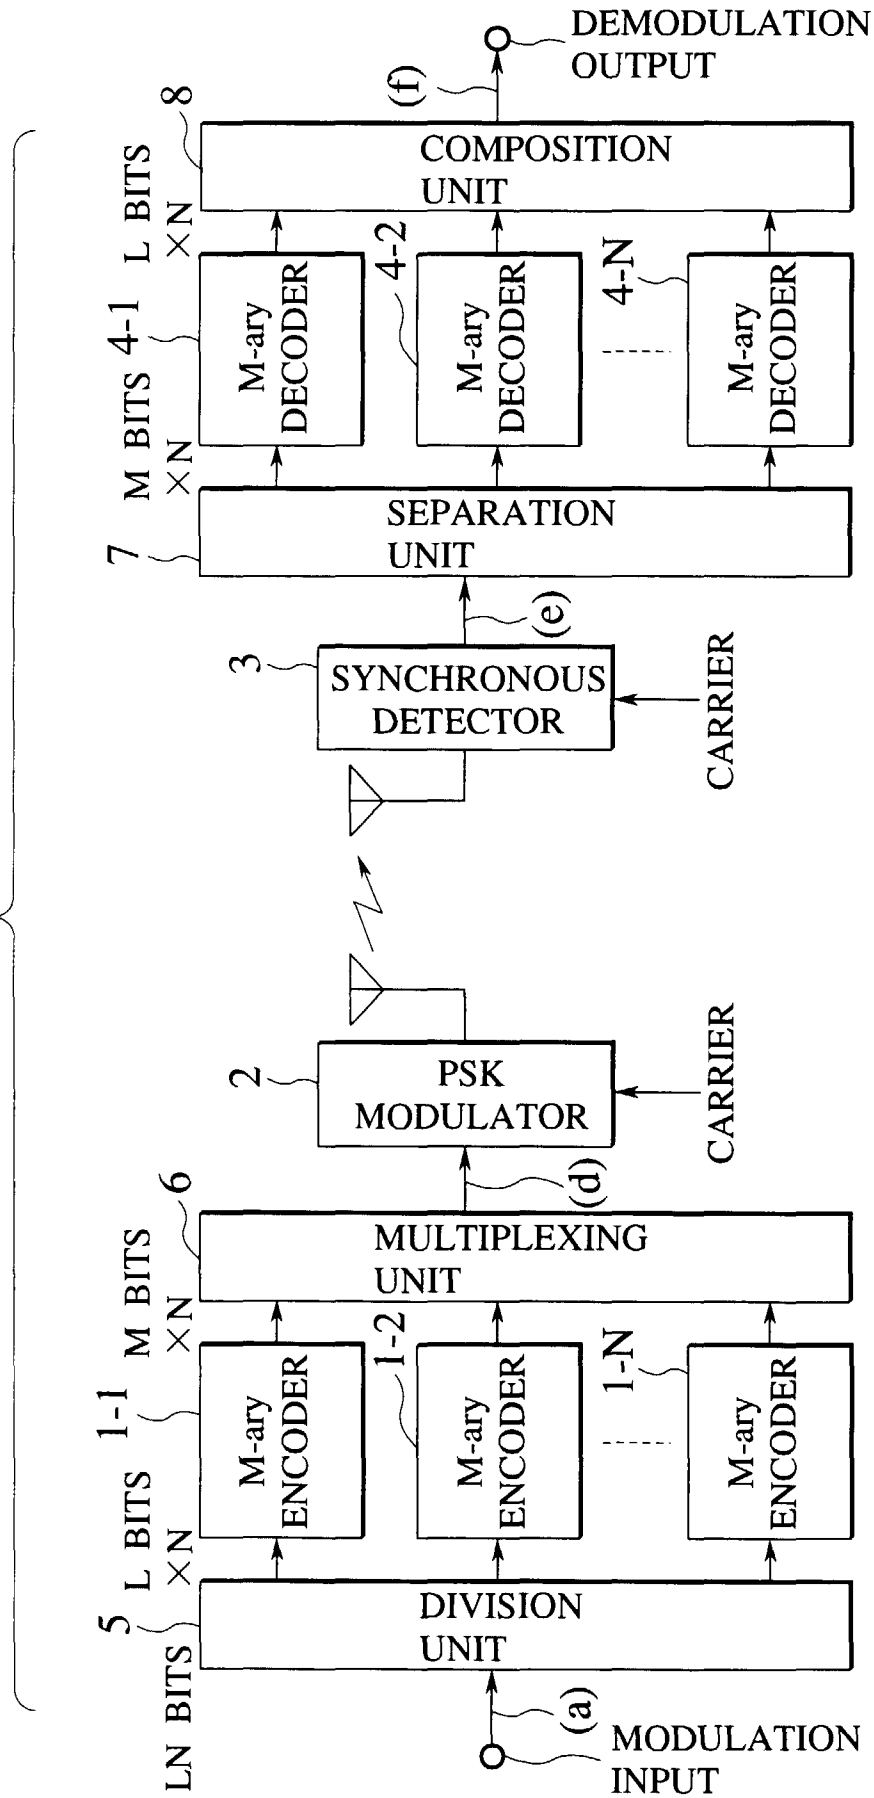 DEMODULATION
OUTPUT
(f)
8
COMPOSITION
UNIT
L BITS
×N
4-1
M-ary
DECODER
4-2
M-ary
DECODER
4-N
M-ary
DECODER
M BITS
×N
7
SEPARATION
UNIT
(e)
3
SYNCHRONOUS
DETECTOR
CARRIER
2
PSK
MODULATOR
CARRIER
(d)
6
MULTIPLEXING
UNIT
M BITS
×N
1-1
M-ary
ENCODER
1-2
M-ary
ENCODER
1-N
M-ary
ENCODER
L BITS
×N
5
DIVISION
UNIT
LN BITS
(a)
MODULATION
INPUT